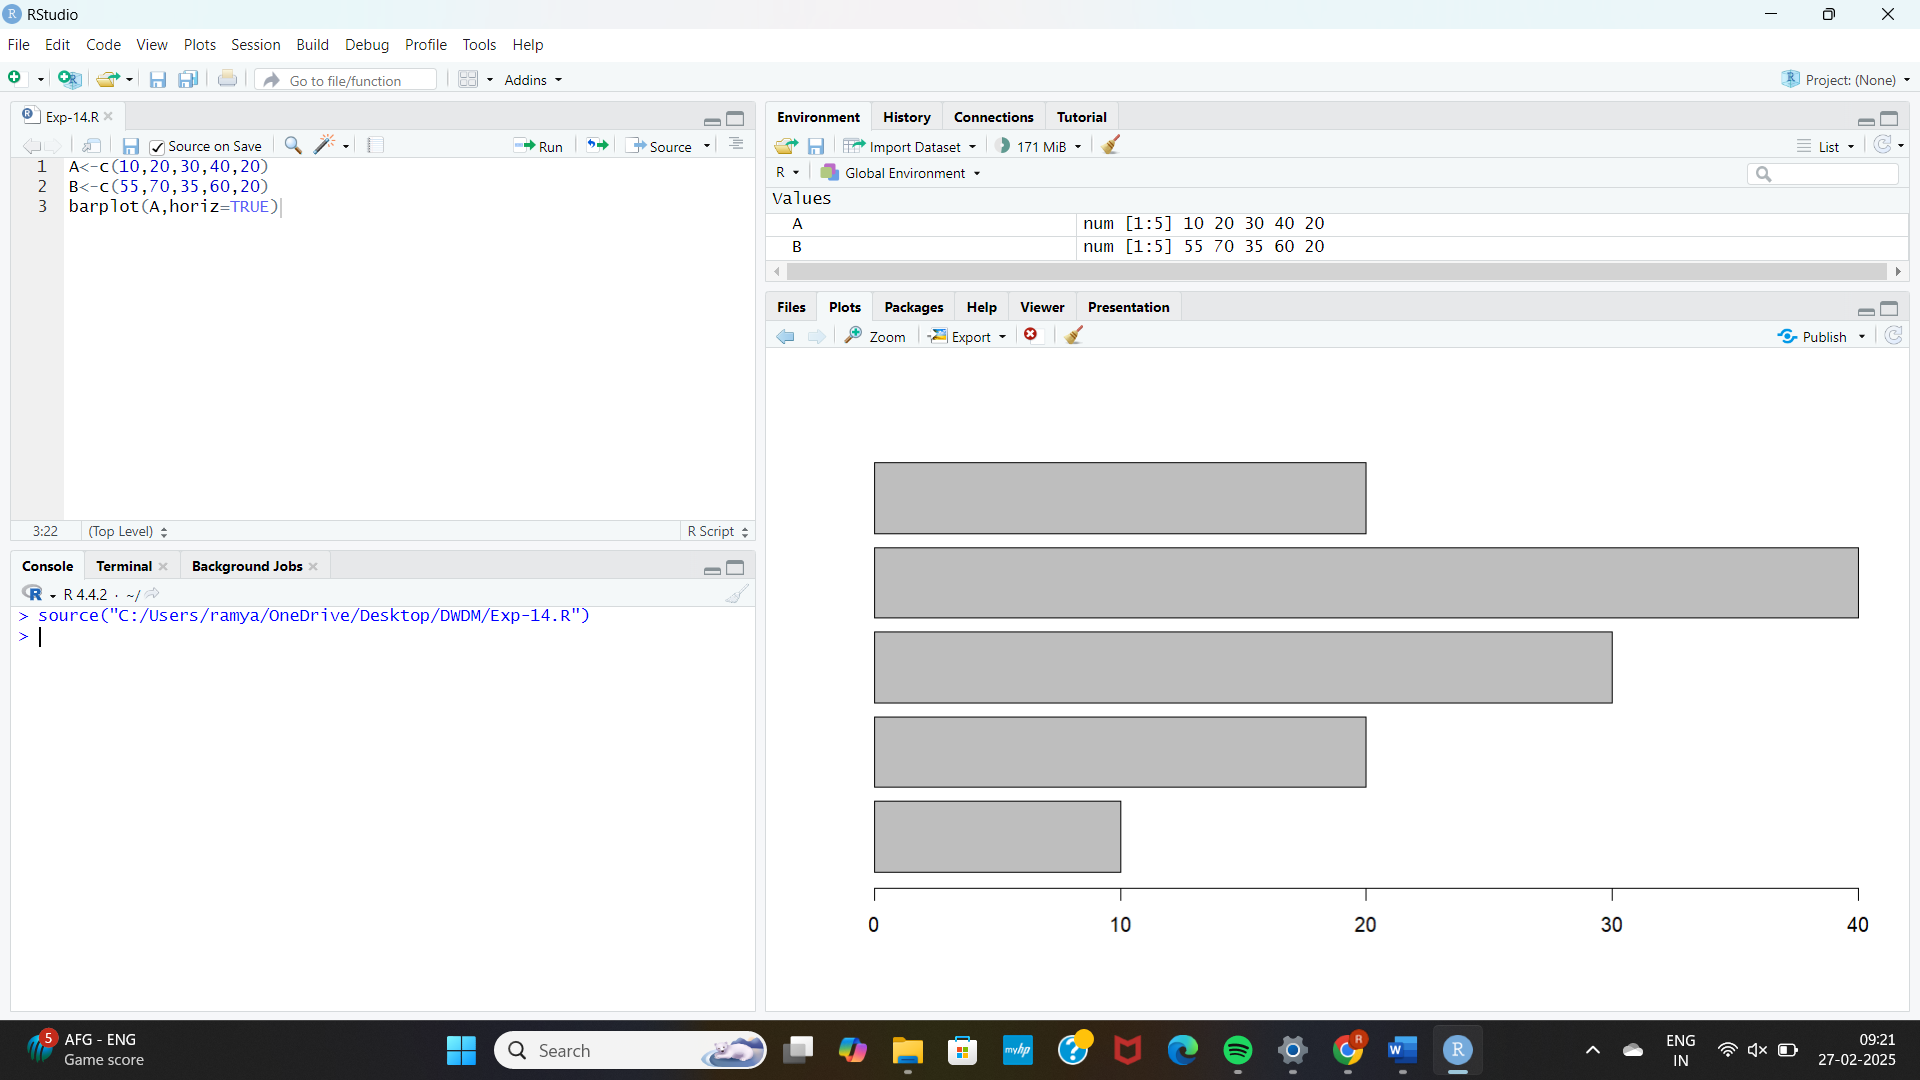 RStudio
File Edit Code View Plots Session Build Debug Profile Tools Help
Go to file/function Addins Project: (None)
Exp-14.R
Source on Save Run Source
1 A<-c(10,20,30,40,20)
2 B<-c(55,70,35,60,20)
3 barplot(A,horiz=TRUE)
3:22 (Top Level) R Script
Console Terminal Background Jobs
R R 4.4.2 · ~/
> source("C:/Users/ramya/OneDrive/Desktop/DWDM/Exp-14.R")
>
Environment History Connections Tutorial
Import Dataset 171 MiB List
R Global Environment
Values
A num [1:5] 10 20 30 40 20
B num [1:5] 55 70 35 60 20
Files Plots Packages Help Viewer Presentation
Zoom Export Publish
0 10 20 30 40
5 AFG - ENG
Game score
Search
myhp
R
W
R
ENG
IN
09:21
27-02-2025